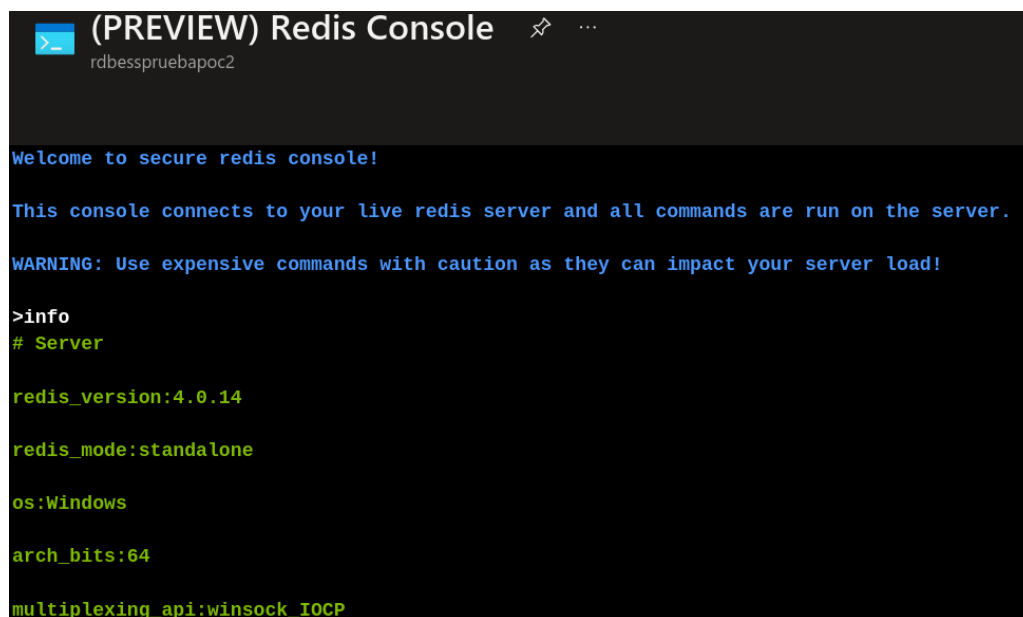 (PREVIEW) Redis Console
rdbesspruebapoc2
Welcome to secure redis console!
This console connects to your live redis server and all commands are run on the server.
WARNING: Use expensive commands with caution as they can impact your server load!
>info
# Server
redis_version:4.0.14
redis_mode:standalone
os:Windows
arch_bits:64
multiplexing_api:winsock_IOCP